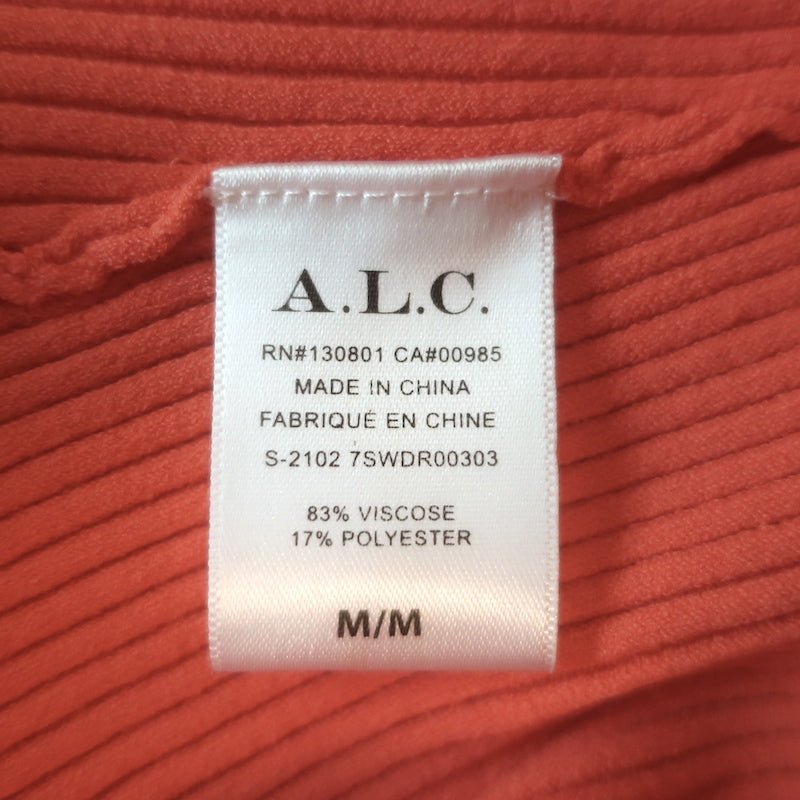 A.L.C.
RN#130801 CA#00985
MADE IN CHINA
FABRIQUÉ EN CHINE
S-2102 7SWDR00303
83% VISCOSE
17% POLYESTER
M/M